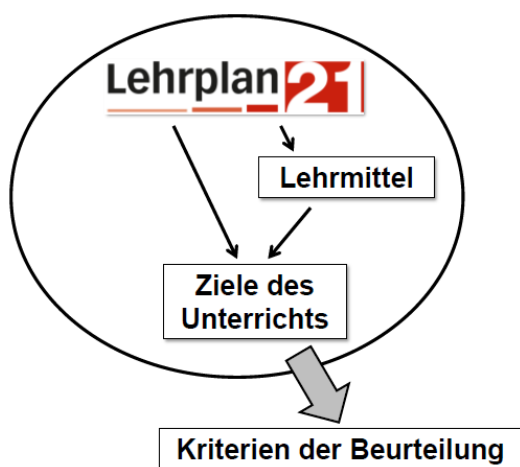 Lehrplan 21
Lehrmittel
Ziele des
Unterrichts
Kriterien der Beurteilung